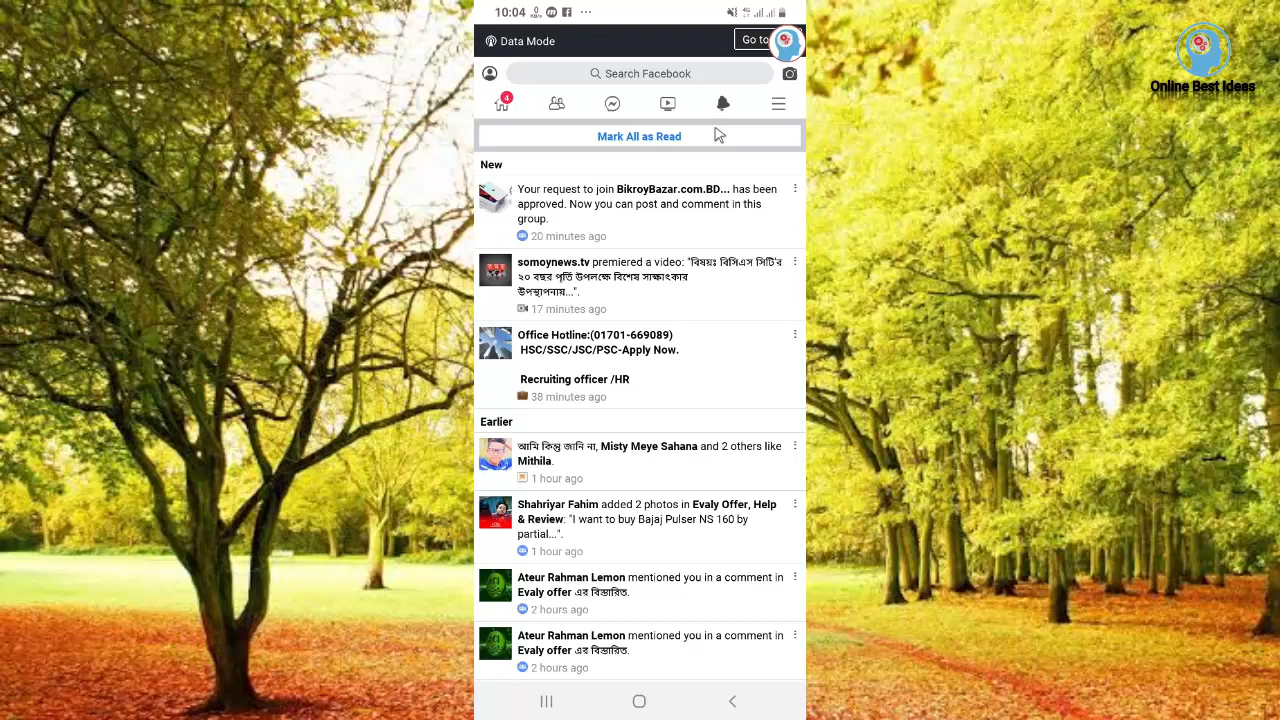 10:04 0 KB/s 4G
Data Mode
Go to
Online Best Ideas
Search Facebook
4
Mark All as Read
New
Your request to join BikroyBazar.com.BD... has been
approved. Now you can post and comment in this
group.
20 minutes ago
somoynews.tv premiered a video: "বিষয়ঃ বিসিএস সিটি'র
২০ বছর পূর্তি উপলক্ষে বিশেষ সাক্ষাৎকার
উপস্থাপনায়...".
17 minutes ago
Office Hotline:(01701-669089)
HSC/SSC/JSC/PSC-Apply Now.
Recruiting officer /HR
38 minutes ago
Earlier
আমি কিন্তু জানি না, Misty Meye Sahana and 2 others like
Mithila.
1 hour ago
Shahriyar Fahim added 2 photos in Evaly Offer, Help
& Review: "I want to buy Bajaj Pulser NS 160 by
partial...".
1 hour ago
Ateur Rahman Lemon mentioned you in a comment in
Evaly offer এর বিস্তারিত.
2 hours ago
Ateur Rahman Lemon mentioned you in a comment in
Evaly offer এর বিস্তারিত.
2 hours ago